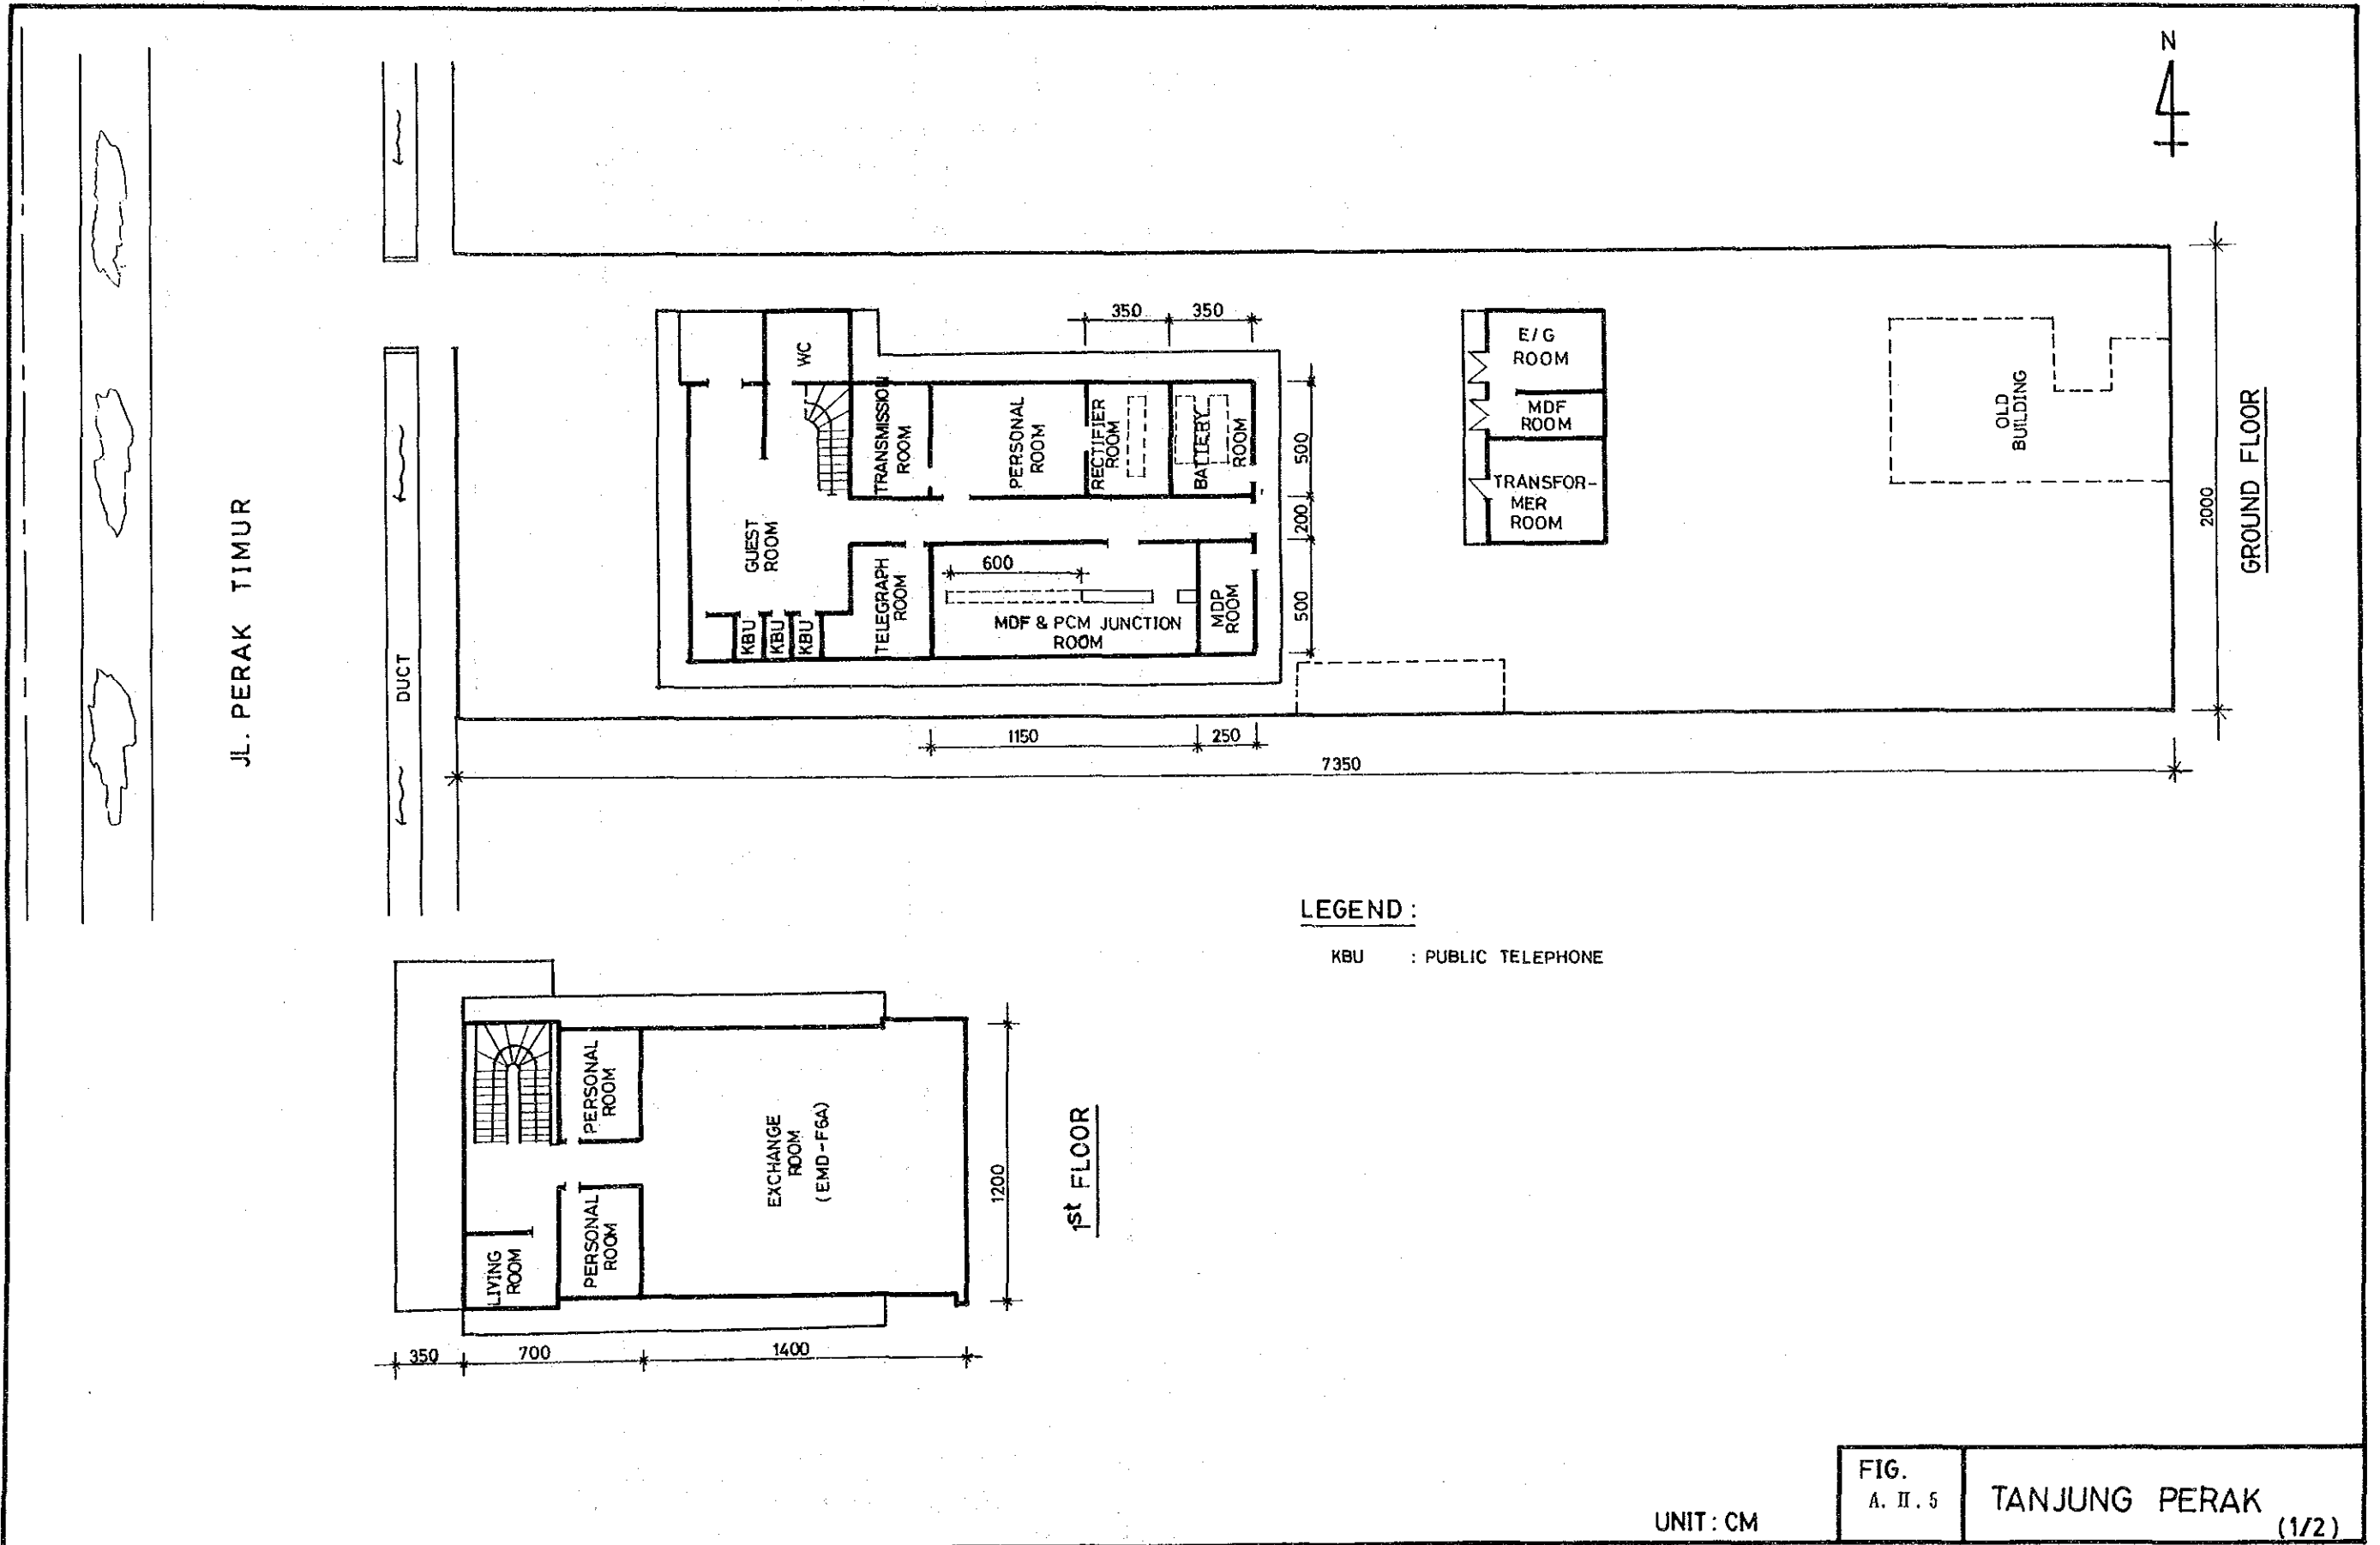 N
JL. PERAK TIMUR
DUCT
350
350
WC
TRANSMISSION
ROOM
PERSONAL
ROOM
RECTIFIER
ROOM
BATTERY
ROOM
500
200
500
GUEST
ROOM
KBU
KBU
KBU
TELEGRAPH
ROOM
600
MDF & PCM JUNCTION
ROOM
MDP
ROOM
1150
250
7350
E/G
ROOM
MDF
ROOM
TRANSFOR-
MER
ROOM
OLD
BUILDING
2000
GROUND FLOOR
LEGEND :
KBU : PUBLIC TELEPHONE
PERSONAL
ROOM
PERSONAL
ROOM
LIVING
ROOM
EXCHANGE
ROOM
(EMD-F6A)
1200
1st FLOOR
350
700
1400
UNIT : CM
FIG.
A. II. 5
TANJUNG PERAK
(1/2)